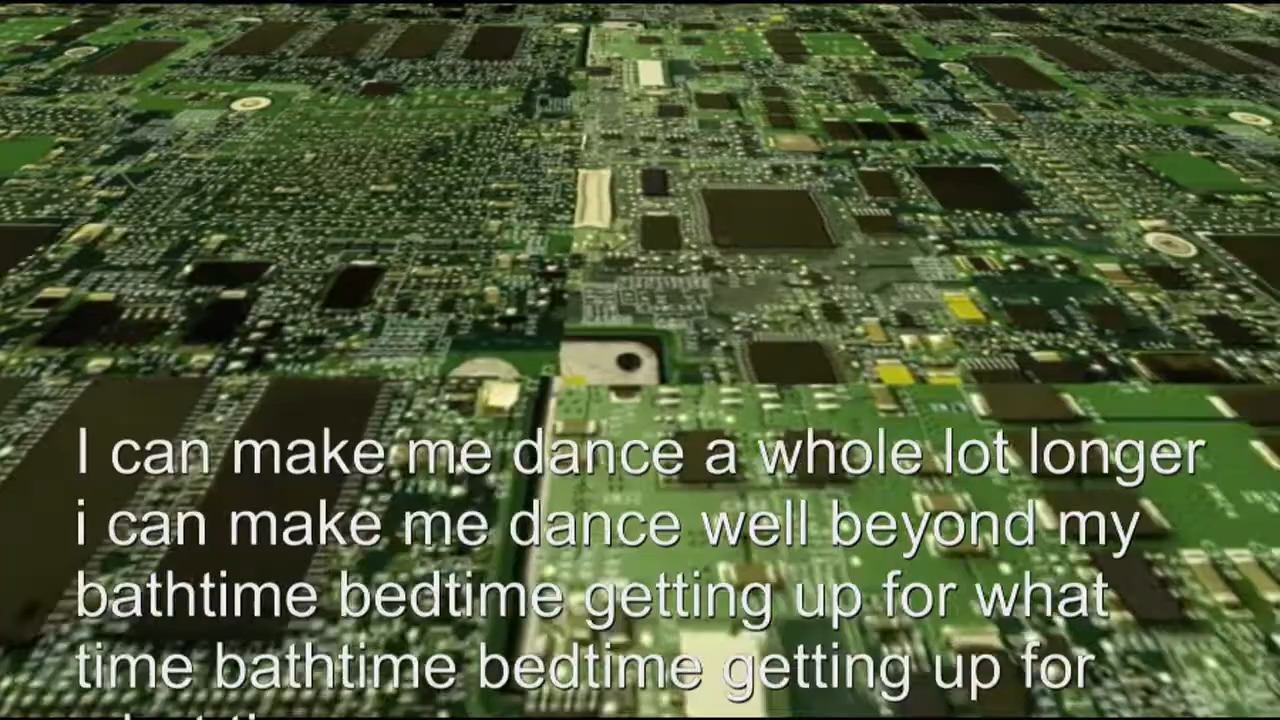 I can make me dance a whole lot longer
i can make me dance well beyond my
bathtime bedtime getting up for what
time bathtime bedtime getting up for